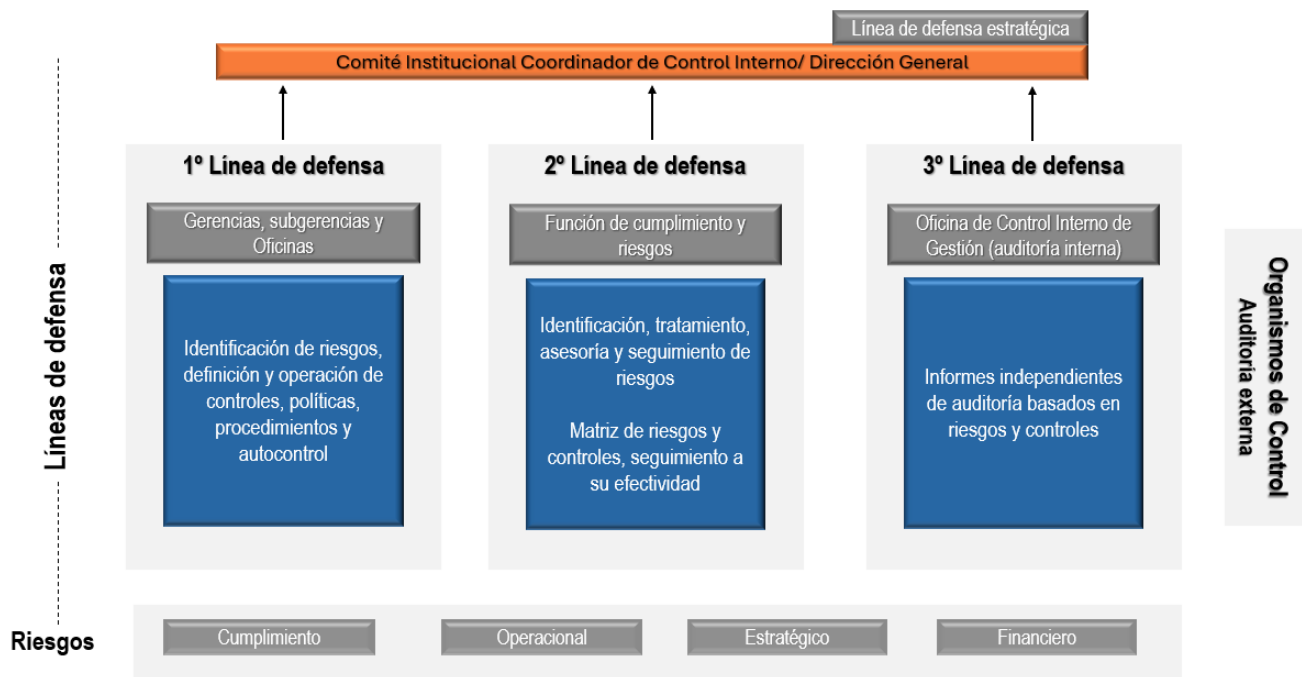 Línea de defensa estratégica
Comité Institucional Coordinador de Control Interno/ Dirección General
Líneas de defensa
1º Línea de defensa
Gerencias, subgerencias y
Oficinas
Identificación de riesgos,
definición y operación de
controles, políticas,
procedimientos y
autocontrol
2º Línea de defensa
Función de cumplimiento y
riesgos
Identificación, tratamiento,
asesoría y seguimiento de
riesgos
Matriz de riesgos y
controles, seguimiento a
su efectividad
3º Línea de defensa
Oficina de Control Interno de
Gestión (auditoría interna)
Informes independientes
de auditoría basados en
riesgos y controles
Organismos de Control
Auditoria externa
Riesgos
Cumplimiento
Operacional
Estratégico
Financiero